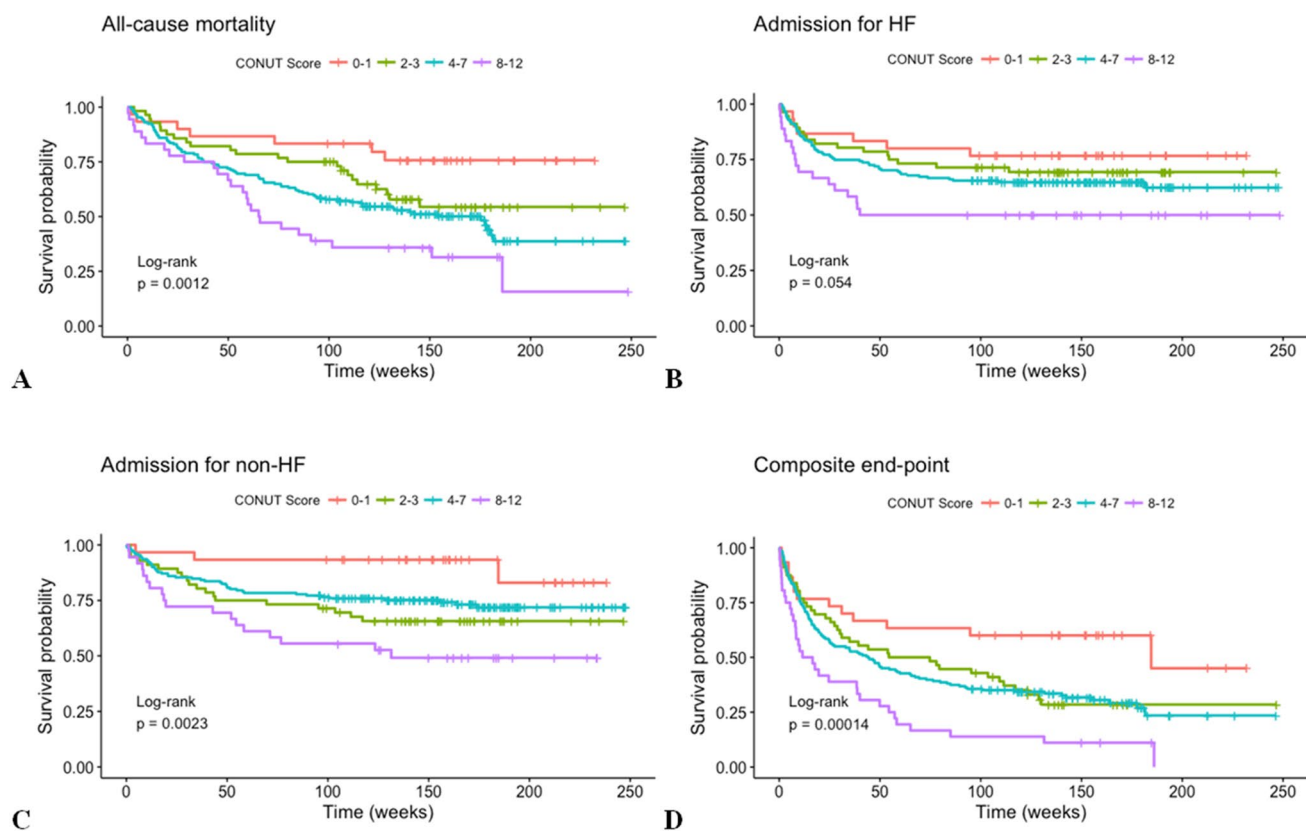 All-cause mortality
CONUT Score 0-1 2-3 4-7 8-12
Survival probability
1.00
0.75
0.50
0.25
0.00
Log-rank
p = 0.0012
0 50 100 150 200 250
Time (weeks)
A
Admission for HF
CONUT Score 0-1 2-3 4-7 8-12
Survival probability
1.00
0.75
0.50
0.25
0.00
Log-rank
p = 0.054
0 50 100 150 200 250
Time (weeks)
B
Admission for non-HF
CONUT Score 0-1 2-3 4-7 8-12
Survival probability
1.00
0.75
0.50
0.25
0.00
Log-rank
p = 0.0023
0 50 100 150 200 250
Time (weeks)
C
Composite end-point
CONUT Score 0-1 2-3 4-7 8-12
Survival probability
1.00
0.75
0.50
0.25
0.00
Log-rank
p = 0.00014
0 50 100 150 200 250
Time (weeks)
D